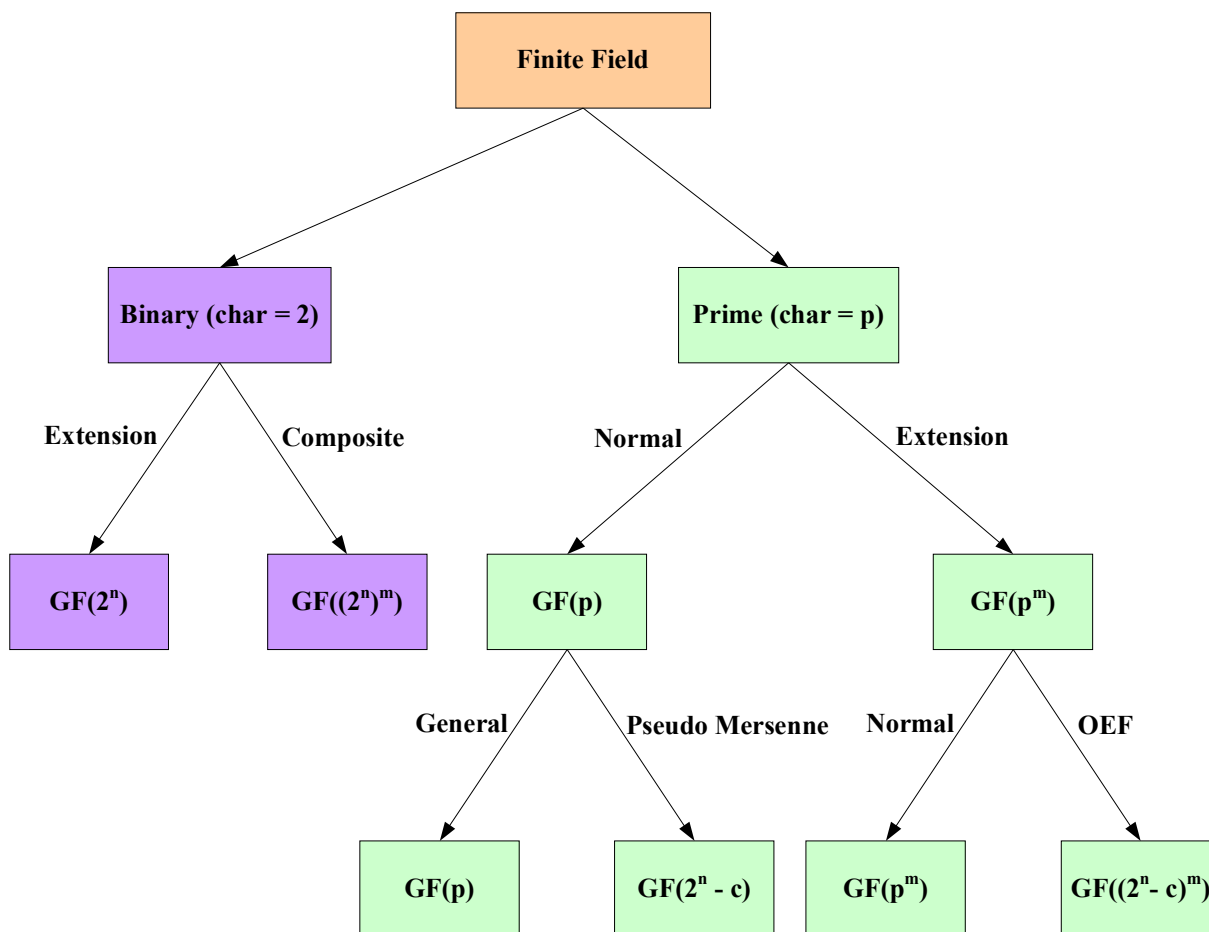 Finite Field
Binary (char = 2)
Prime (char = p)
Extension
Composite
Normal
Extension
GF(2ⁿ)
GF((2ⁿ)ᵐ)
GF(p)
GF(pᵐ)
General
Pseudo Mersenne
Normal
OEF
GF(p)
GF(2ⁿ - c)
GF(pᵐ)
GF((2ⁿ- c)ᵐ)